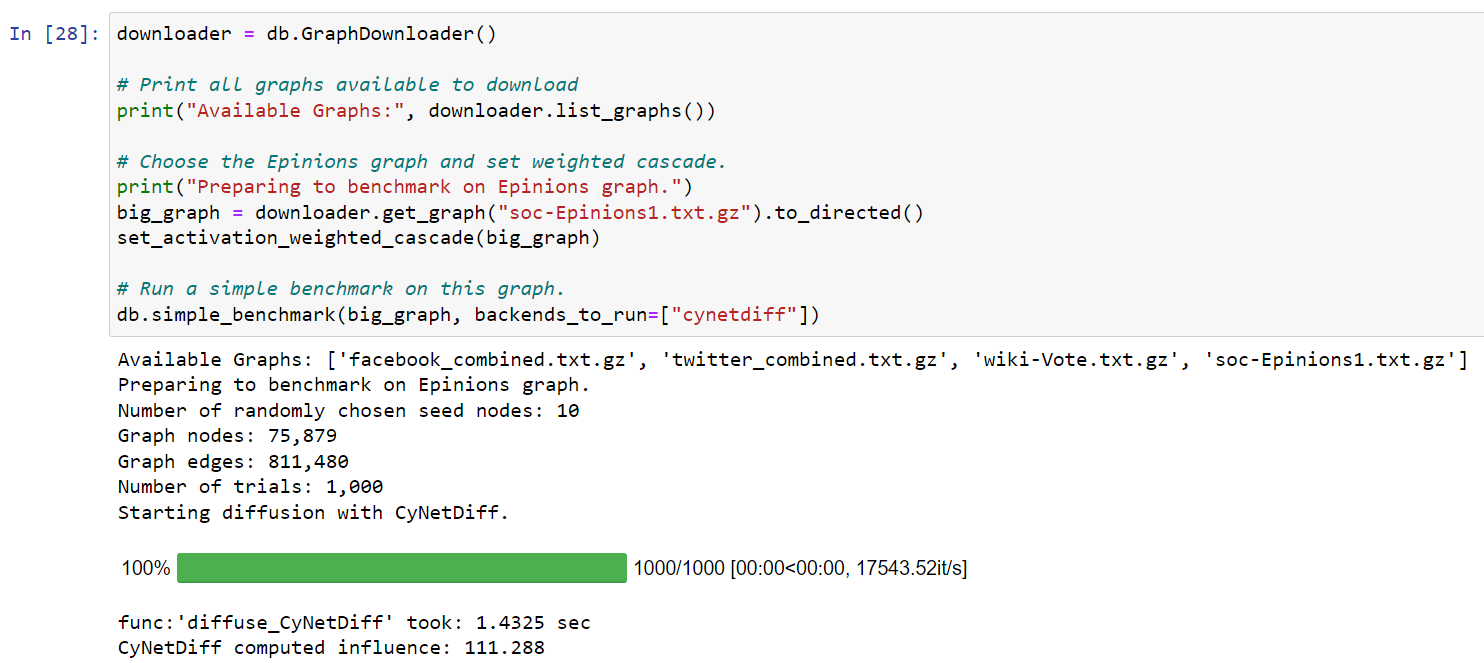 In [28]: downloader = db.GraphDownloader()
# Print all graphs available to download
print("Available Graphs:", downloader.list_graphs())
# Choose the Epinions graph and set weighted cascade.
print("Preparing to benchmark on Epinions graph.")
big_graph = downloader.get_graph("soc-Epinions1.txt.gz").to_directed()
set_activation_weighted_cascade(big_graph)
# Run a simple benchmark on this graph.
db.simple_benchmark(big_graph, backends_to_run=["cynetdiff"])
Available Graphs: ['facebook_combined.txt.gz', 'twitter_combined.txt.gz', 'wiki-Vote.txt.gz', 'soc-Epinions1.txt.gz']
Preparing to benchmark on Epinions graph.
Number of randomly chosen seed nodes: 10
Graph nodes: 75,879
Graph edges: 811,480
Number of trials: 1,000
Starting diffusion with CyNetDiff.
100% 1000/1000 [00:00<00:00, 17543.52it/s]
func:'diffuse_CyNetDiff' took: 1.4325 sec
CyNetDiff computed influence: 111.288